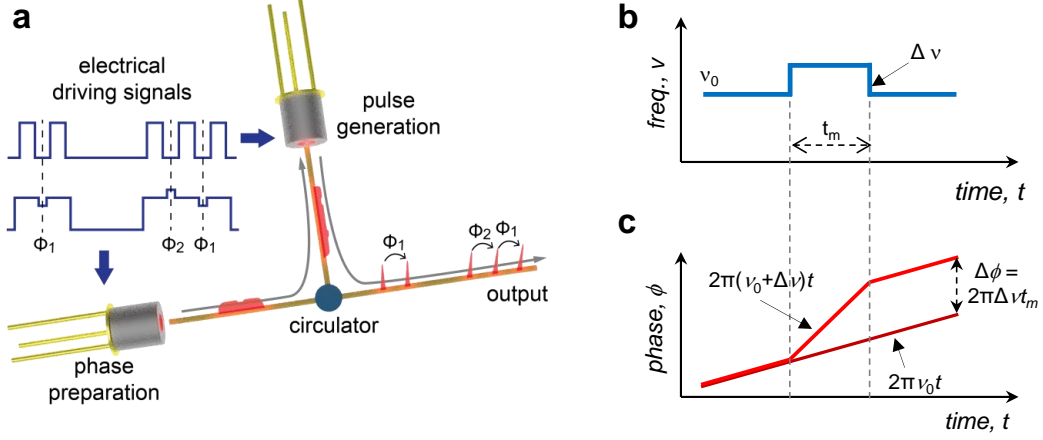 a
electrical
driving signals
pulse
generation
Φ1
Φ2
Φ1
Φ1
Φ2
Φ1
output
circulator
phase
preparation
b
freq., ν
ν0
Δ ν
tm
time, t
c
phase, ϕ
2π(ν0+Δν)t
Δϕ =
2πΔνtm
2πν0t
time, t